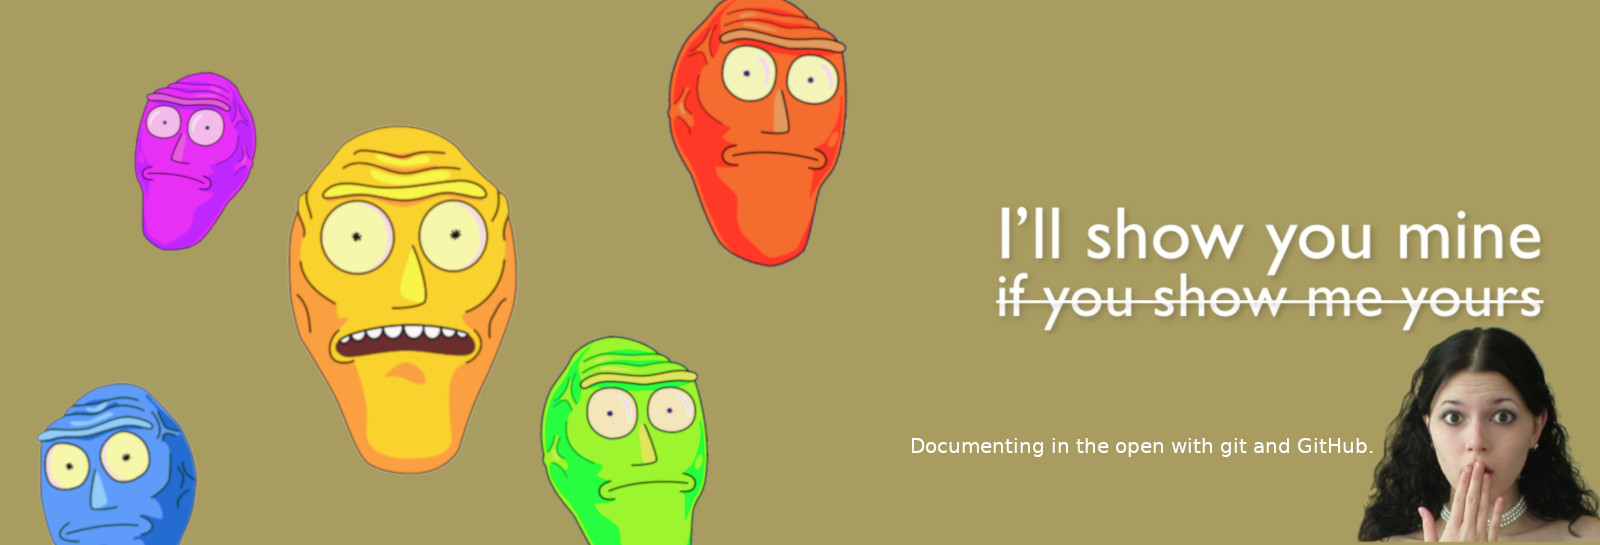 I’ll show you mine
if you show me yours
Documenting in the open with git and GitHub.